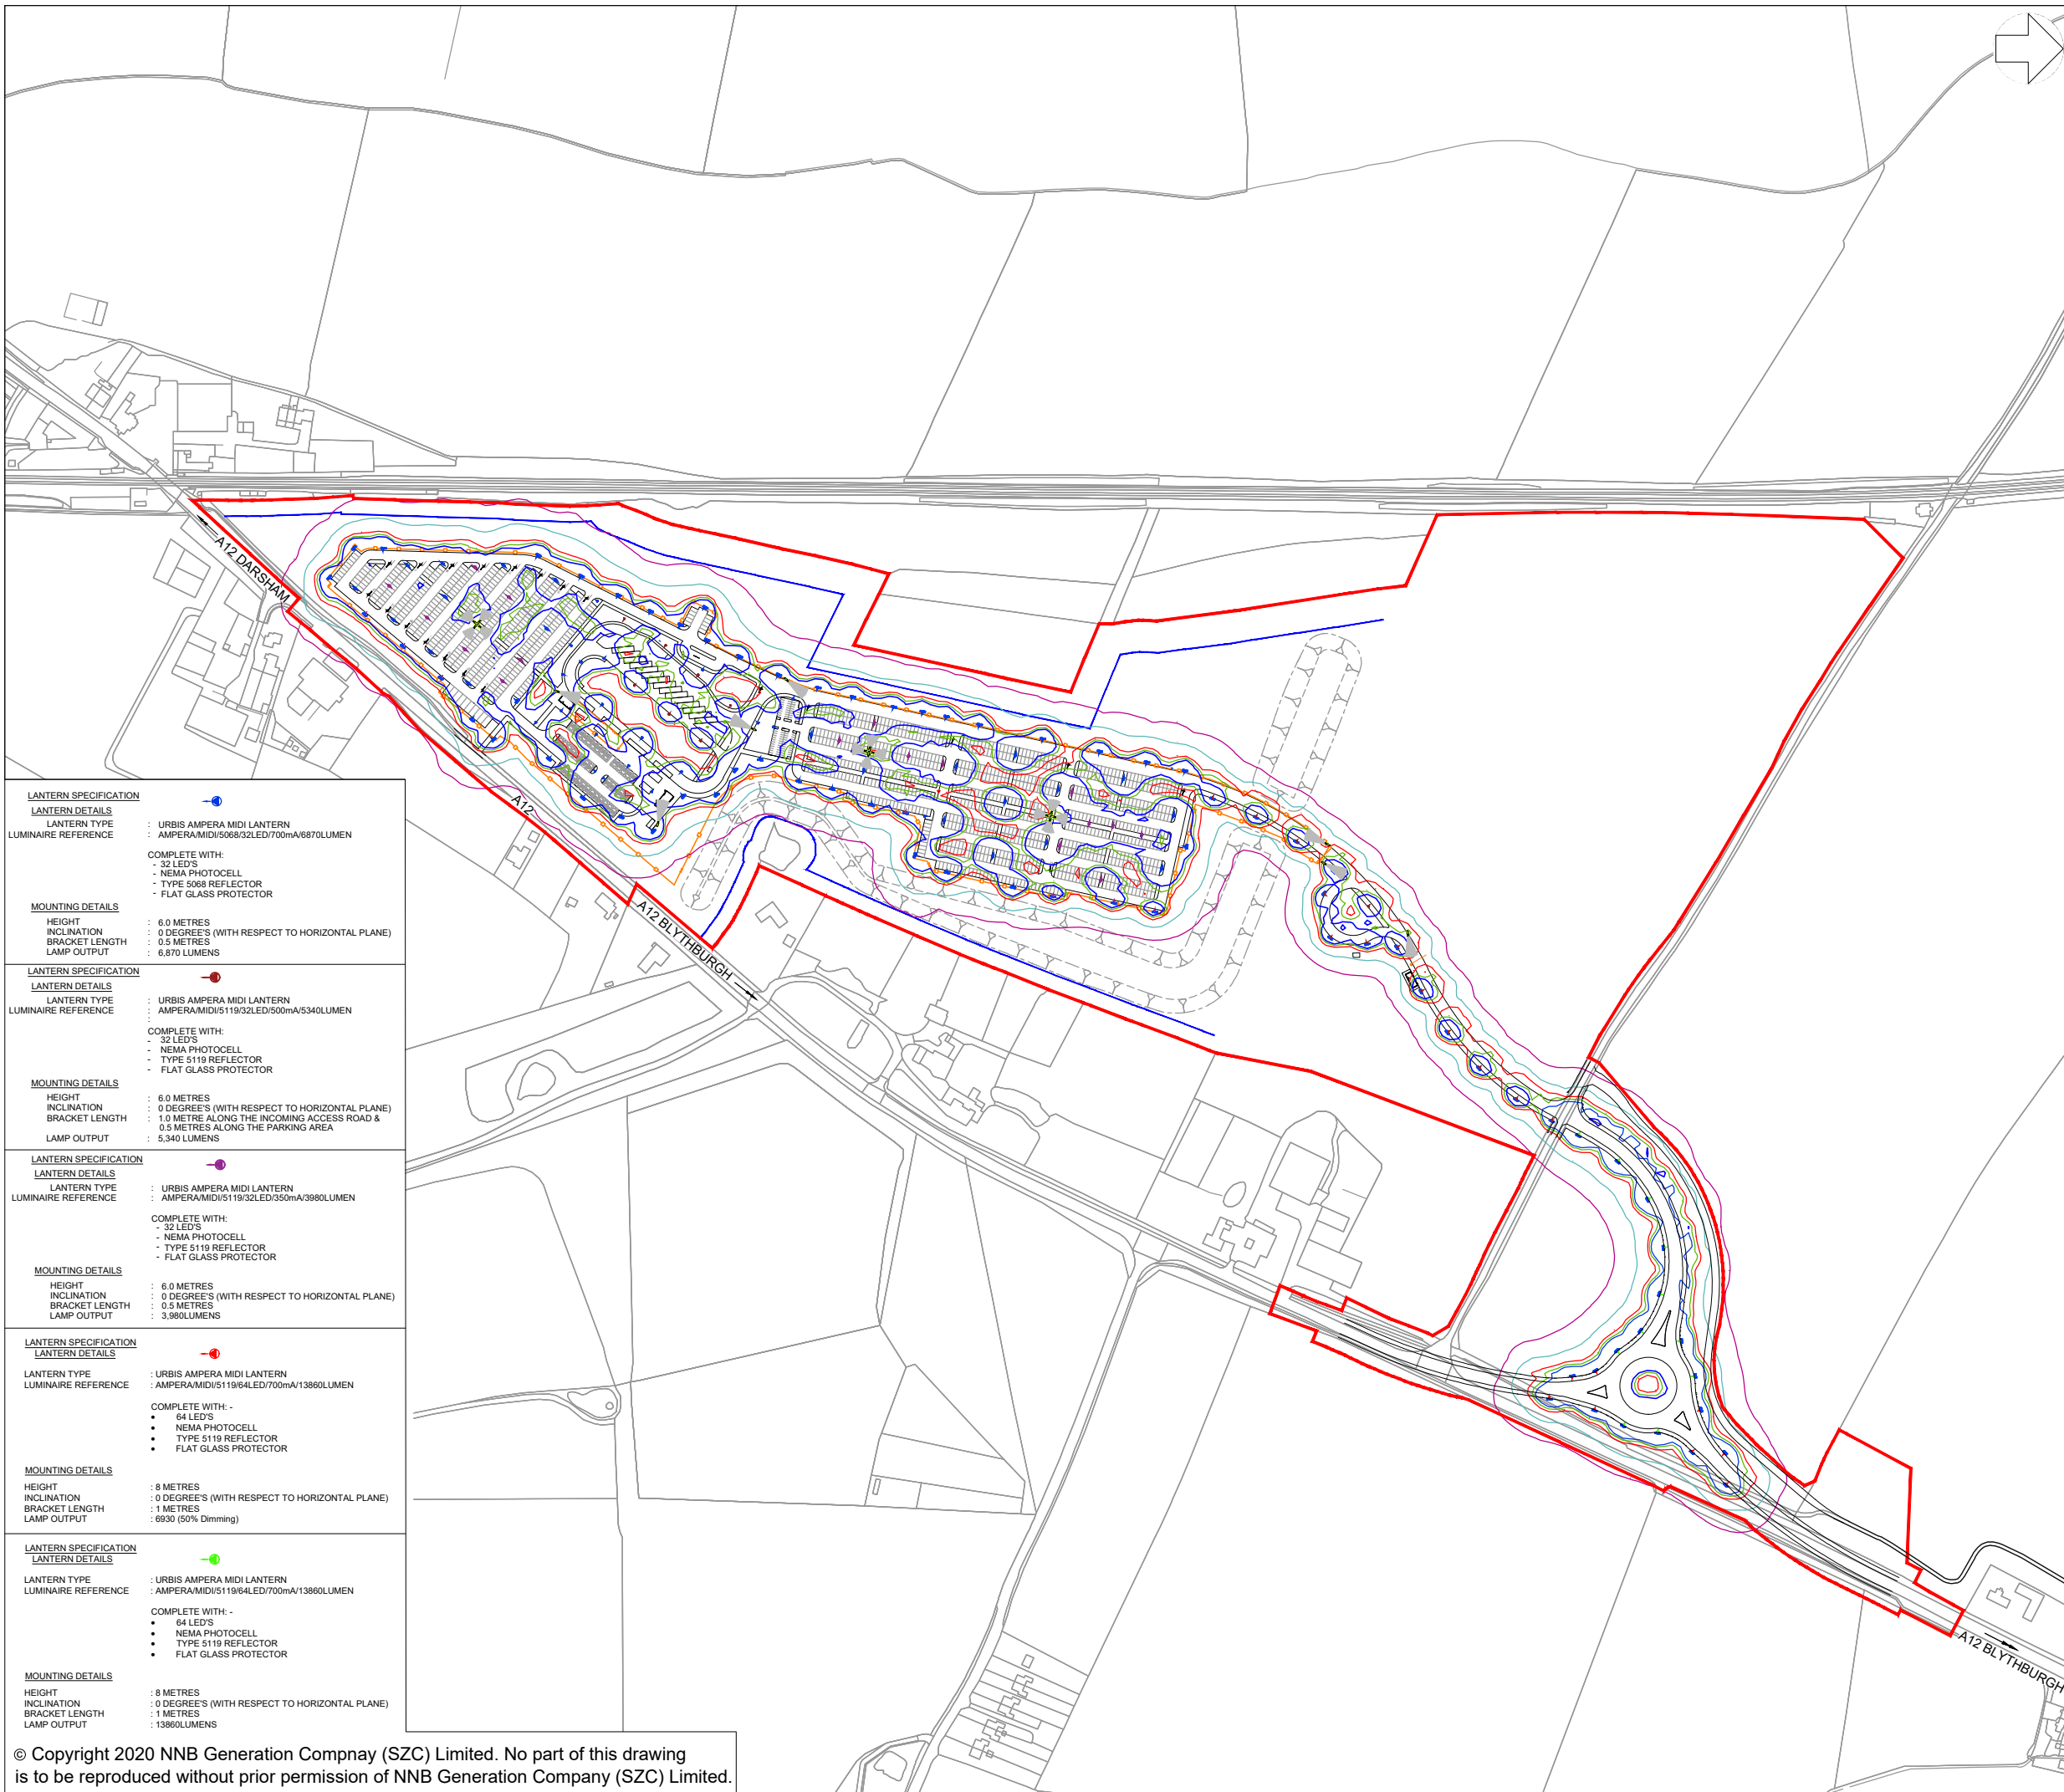 A12 DARSHAM
A12
A12 BLYTHBURGH
A12 BLYTHBURGH
LANTERN SPECIFICATION
LANTERN DETAILS
LANTERN TYPE : URBIS AMPERA MIDI LANTERN
LUMINAIRE REFERENCE : AMPERA/MIDI/5068/32LED/700mA/6870LUMEN
COMPLETE WITH:
- 32 LED'S
- NEMA PHOTOCELL
- TYPE 5068 REFLECTOR
- FLAT GLASS PROTECTOR
MOUNTING DETAILS
HEIGHT : 6.0 METRES
INCLINATION : 0 DEGREE'S (WITH RESPECT TO HORIZONTAL PLANE)
BRACKET LENGTH : 0.5 METRES
LAMP OUTPUT : 6,870 LUMENS
LANTERN SPECIFICATION
LANTERN DETAILS
LANTERN TYPE : URBIS AMPERA MIDI LANTERN
LUMINAIRE REFERENCE : AMPERA/MIDI/5119/32LED/500mA/5340LUMEN
:
COMPLETE WITH:
- 32 LED'S
- NEMA PHOTOCELL
- TYPE 5119 REFLECTOR
- FLAT GLASS PROTECTOR
MOUNTING DETAILS
HEIGHT : 6.0 METRES
INCLINATION : 0 DEGREE'S (WITH RESPECT TO HORIZONTAL PLANE)
BRACKET LENGTH : 1.0 METRE ALONG THE INCOMING ACCESS ROAD &
0.5 METRES ALONG THE PARKING AREA
LAMP OUTPUT : 5,340 LUMENS
LANTERN SPECIFICATION
LANTERN DETAILS
LANTERN TYPE : URBIS AMPERA MIDI LANTERN
LUMINAIRE REFERENCE : AMPERA/MIDI/5119/32LED/350mA/3980LUMEN
COMPLETE WITH:
- 32 LED'S
- NEMA PHOTOCELL
- TYPE 5119 REFLECTOR
- FLAT GLASS PROTECTOR
MOUNTING DETAILS
HEIGHT : 6.0 METRES
INCLINATION : 0 DEGREE'S (WITH RESPECT TO HORIZONTAL PLANE)
BRACKET LENGTH : 0.5 METRES
LAMP OUTPUT : 3,980LUMENS
LANTERN SPECIFICATION
LANTERN DETAILS
LANTERN TYPE : URBIS AMPERA MIDI LANTERN
LUMINAIRE REFERENCE : AMPERA/MIDI/5119/64LED/700mA/13860LUMEN
COMPLETE WITH: -
• 64 LED'S
• NEMA PHOTOCELL
• TYPE 5119 REFLECTOR
• FLAT GLASS PROTECTOR
MOUNTING DETAILS
HEIGHT : 8 METRES
INCLINATION : 0 DEGREE'S (WITH RESPECT TO HORIZONTAL PLANE)
BRACKET LENGTH : 1 METRES
LAMP OUTPUT : 6930 (50% Dimming)
LANTERN SPECIFICATION
LANTERN DETAILS
LANTERN TYPE : URBIS AMPERA MIDI LANTERN
LUMINAIRE REFERENCE : AMPERA/MIDI/5119/64LED/700mA/13860LUMEN
COMPLETE WITH: -
• 64 LED'S
• NEMA PHOTOCELL
• TYPE 5119 REFLECTOR
• FLAT GLASS PROTECTOR
MOUNTING DETAILS
HEIGHT : 8 METRES
INCLINATION : 0 DEGREE'S (WITH RESPECT TO HORIZONTAL PLANE)
BRACKET LENGTH : 1 METRES
LAMP OUTPUT : 13860LUMENS
© Copyright 2020 NNB Generation Compnay (SZC) Limited. No part of this drawing
is to be reproduced without prior permission of NNB Generation Company (SZC) Limited.